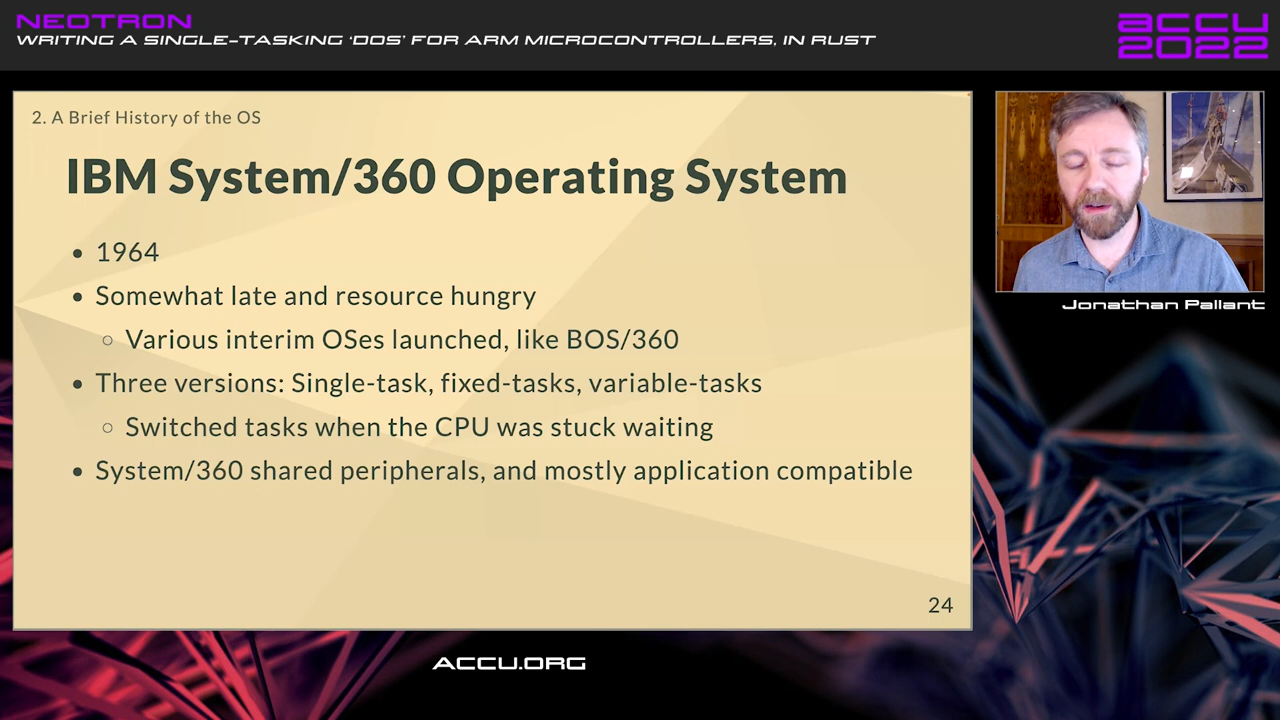 NEOTRON
WRITING A SINGLE-TASKING ‘DOS’ FOR ARM MICROCONTROLLERS, IN RUST
ACCU
2022
2. A Brief History of the OS
IBM System/360 Operating System
• 1964
• Somewhat late and resource hungry
○ Various interim OSes launched, like BOS/360
• Three versions: Single-task, fixed-tasks, variable-tasks
○ Switched tasks when the CPU was stuck waiting
• System/360 shared peripherals, and mostly application compatible
24
Jonathan Pallant
ACCU.ORG